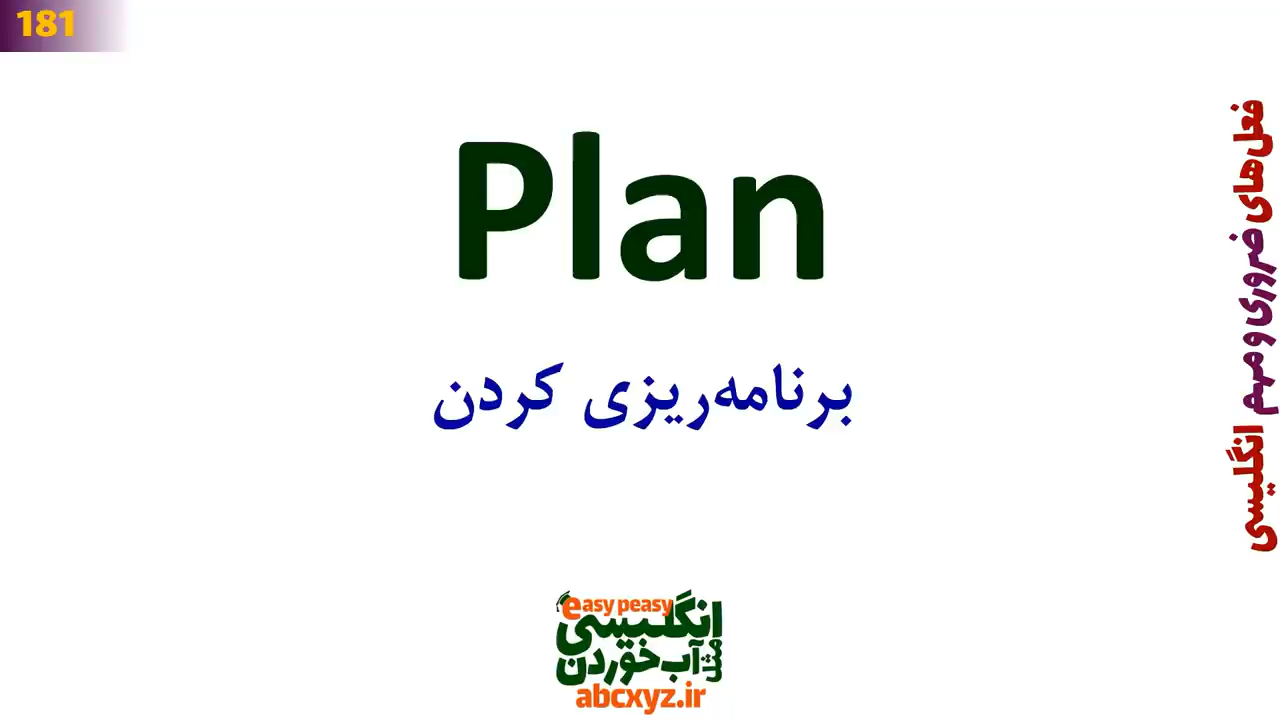 181
Plan
برنامه‌ریزی کردن
فعل‌های ضروری و مهم انگلیسی
easy peasy
انگلیسی
مثل آب خوردن
abcxyz.ir